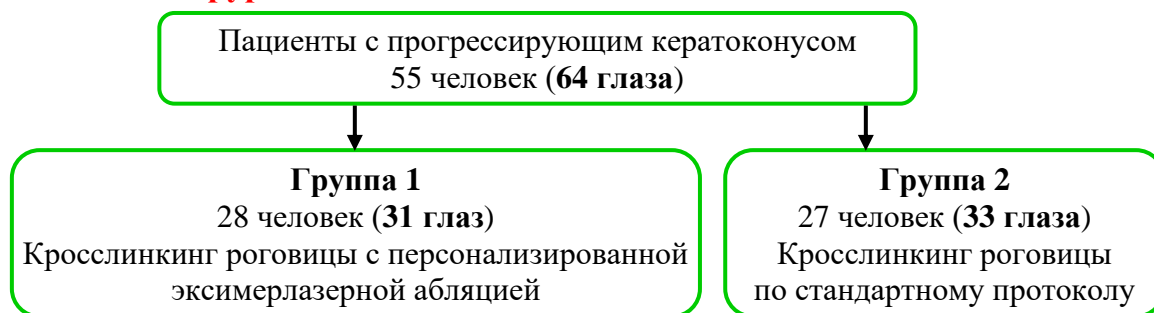 Пациенты с прогрессирующим кератоконусом
55 человек (64 глаза)
Группа 1
28 человек (31 глаз)
Кросслинкинг роговицы с персонализированной
эксимерлазерной абляцией
Группа 2
27 человек (33 глаза)
Кросслинкинг роговицы
по стандартному протоколу